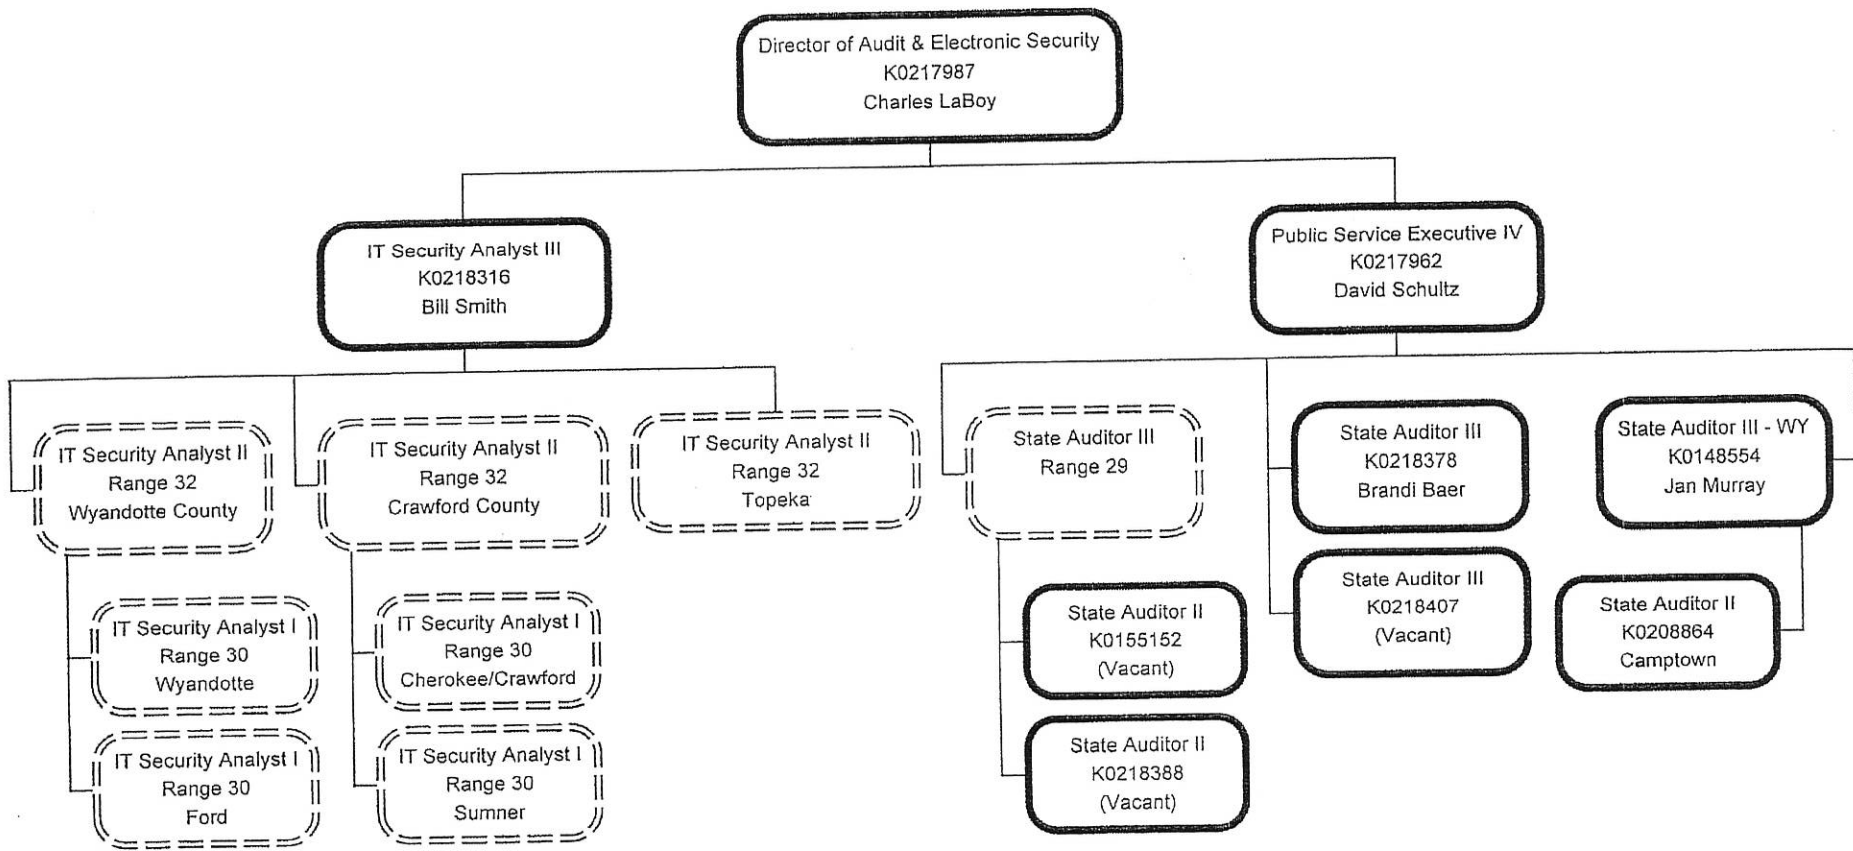 Director of Audit & Electronic Security
K0217987
Charles LaBoy
IT Security Analyst III
K0218316
Bill Smith
Public Service Executive IV
K0217962
David Schultz
IT Security Analyst II
Range 32
Wyandotte County
IT Security Analyst II
Range 32
Crawford County
IT Security Analyst II
Range 32
Topeka
State Auditor III
Range 29
State Auditor III
K0218378
Brandi Baer
State Auditor III - WY
K0148554
Jan Murray
IT Security Analyst I
Range 30
Wyandotte
IT Security Analyst I
Range 30
Cherokee/Crawford
State Auditor II
K0155152
(Vacant)
State Auditor III
K0218407
(Vacant)
State Auditor II
K0208864
Camptown
IT Security Analyst I
Range 30
Ford
IT Security Analyst I
Range 30
Sumner
State Auditor II
K0218388
(Vacant)